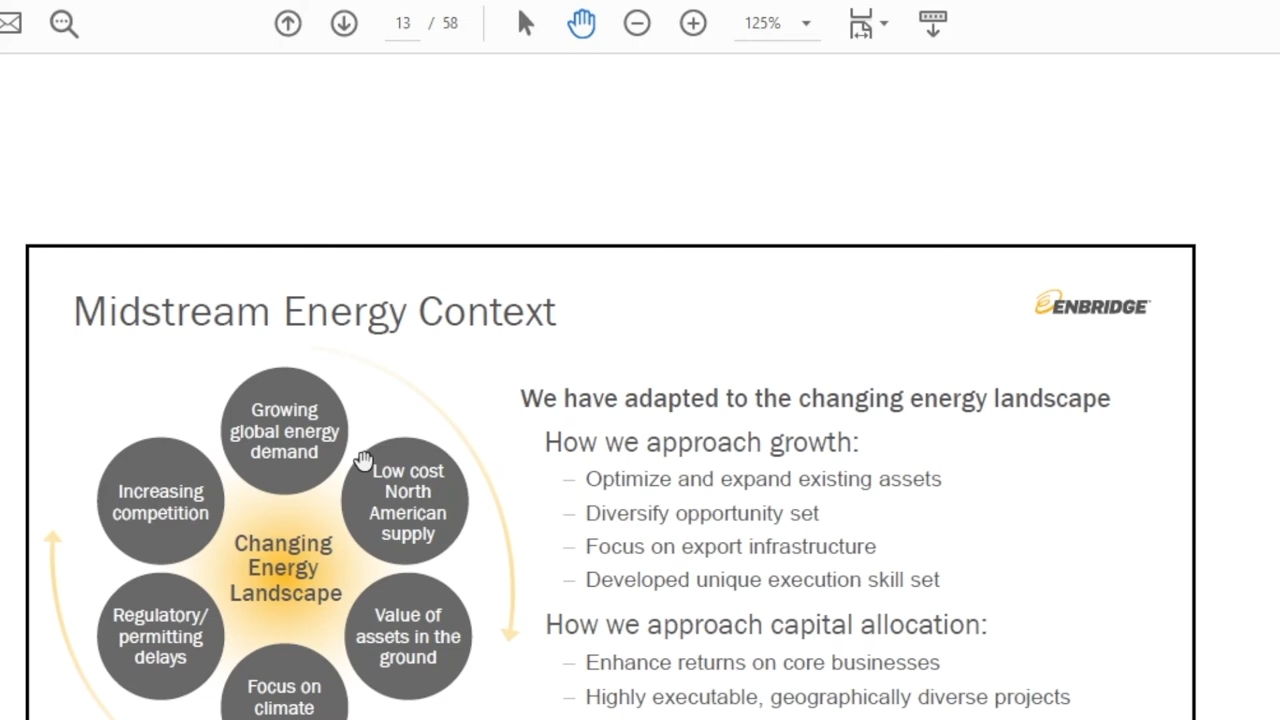 13 / 58
125%
Midstream Energy Context
ENBRIDGE
Growing
global energy
demand
Low cost
North
American
supply
Increasing
competition
Changing
Energy
Landscape
Regulatory/
permitting
delays
Value of
assets in the
ground
Focus on
climate
We have adapted to the changing energy landscape
How we approach growth:
– Optimize and expand existing assets
– Diversify opportunity set
– Focus on export infrastructure
– Developed unique execution skill set
How we approach capital allocation:
– Enhance returns on core businesses
– Highly executable, geographically diverse projects